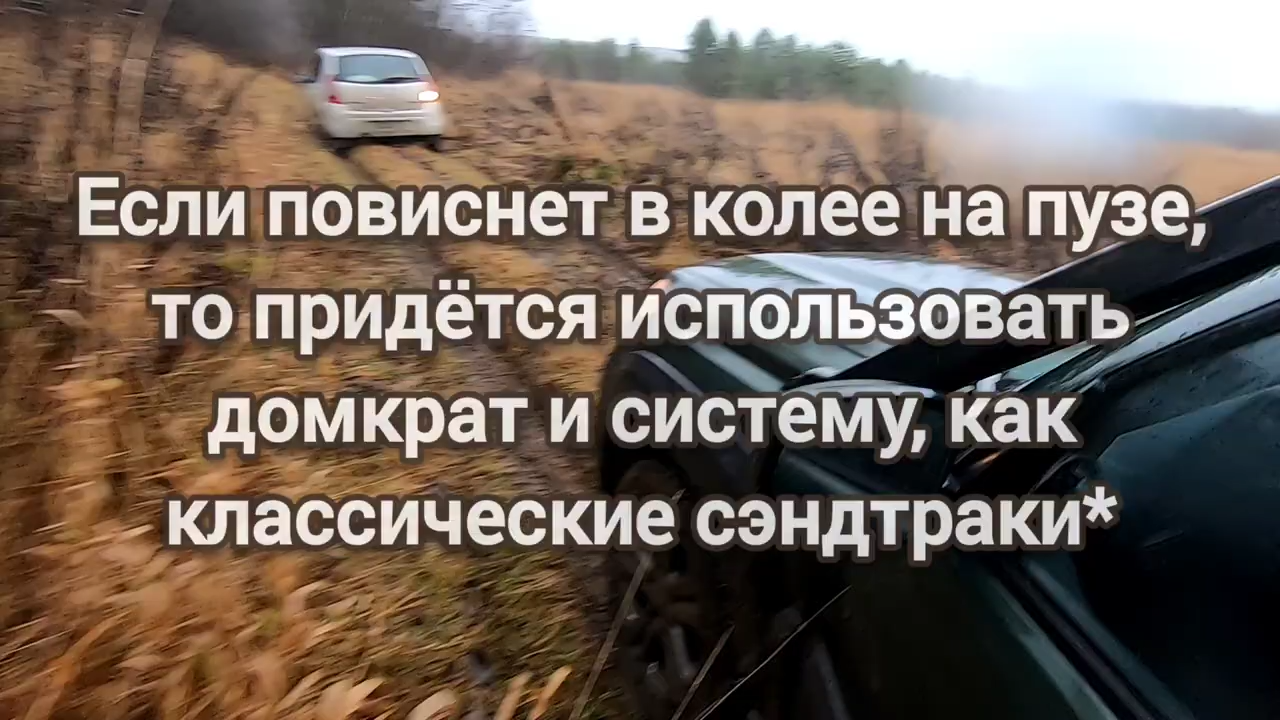 Если повиснет в колее на пузе,
то придётся использовать
домкрат и систему, как
классические сэндтраки*